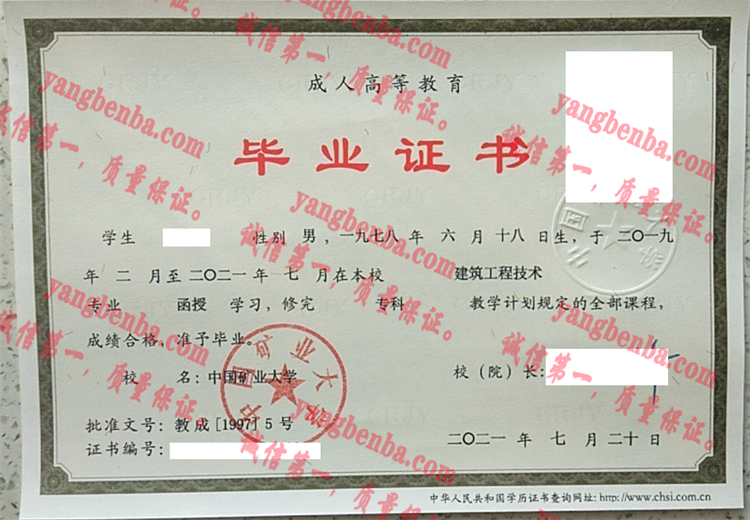 成人高等教育
毕业证书
学生 性别 男，一九七八 年 六 月 十八 日生，于 二〇一九
年 二 月至 二〇二一 年 七 月在本校 建筑工程技术
专业 函授 学习，修完 专科 教学计划规定的全部课程，
成绩合格，准予毕业。
校 名：中国矿业大学 校（院）长：
批准文号：教成[1997]5号
证书编号： 二〇二一 年 七 月 二十 日
中华人民共和国学历证书查询网址: http://www.chsi.com.cn
中国矿业大学
yangbenba.com
诚信第一，质量保证。